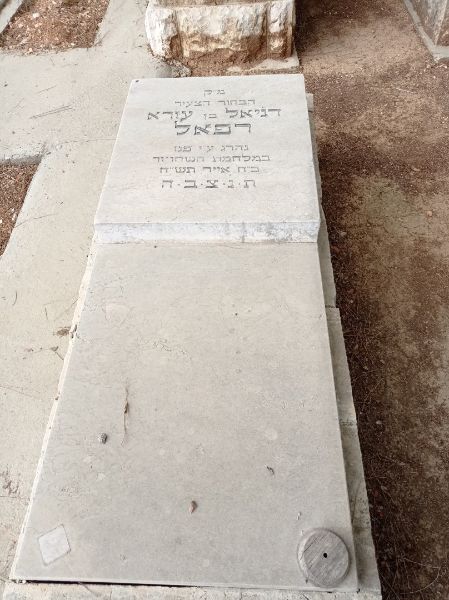 מ׳ק
הבחור הצעיר
דניאל בן עזרא
רפאל
נהרג ע״י פגז
במלחמת השחרור
כ״ח אייר תש״ח
ת.נ.צ.ב.ה